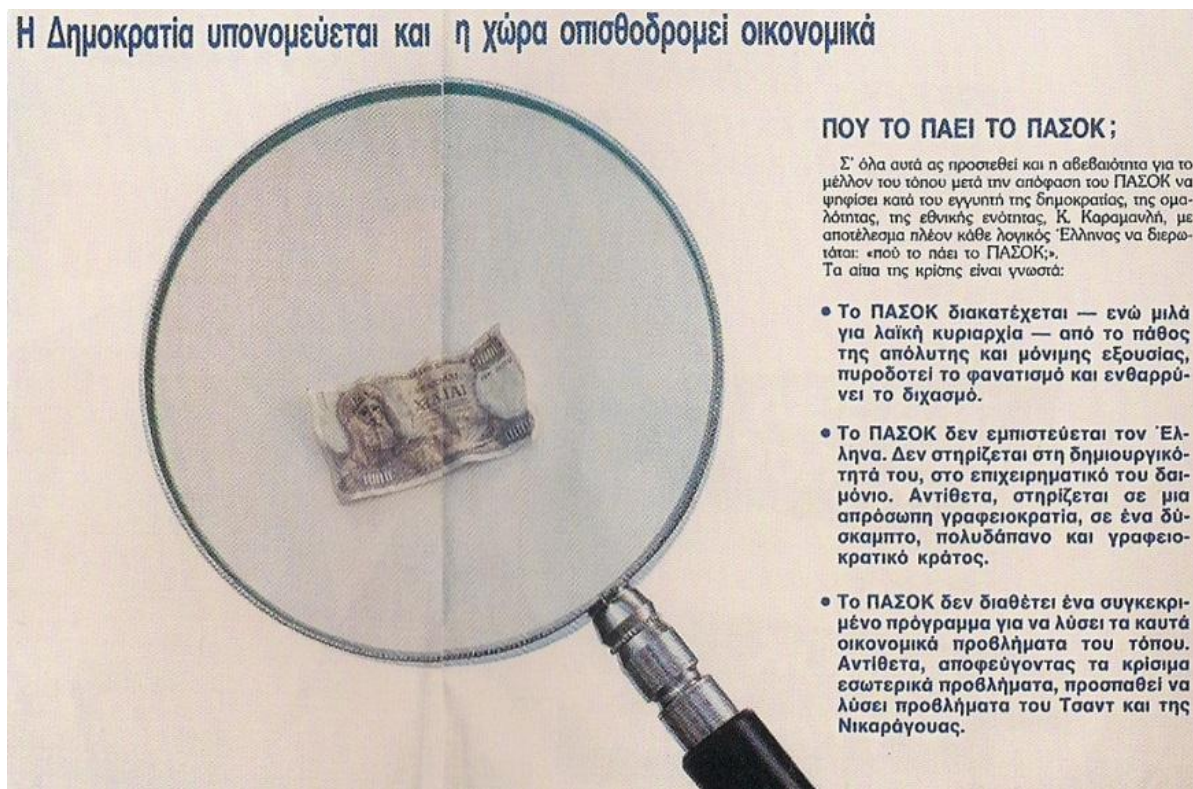 Η Δημοκρατία υπονομεύεται και η χώρα οπισθοδρομεί οικονομικά
ΠΟΥ ΤΟ ΠΑΕΙ ΤΟ ΠΑΣΟΚ;
Σ' όλα αυτά ας προστεθεί και η αβεβαιότητα για το
μέλλον του τόπου μετά την απόφαση του ΠΑΣΟΚ να
ψηφίσει κατά του εγγυητή της δημοκρατίας, της ομα-
λότητας, της εθνικής ενότητας, Κ. Καραμανλή, με
αποτέλεσμα πλέον κάθε λογικός Έλληνας να διερω-
τάται: «πού το πάει το ΠΑΣΟΚ;».
Τα αίτια της κρίσης είναι γνωστά:
• Το ΠΑΣΟΚ διακατέχεται — ενώ μιλά
για λαϊκή κυριαρχία — από το πάθος
της απόλυτης και μόνιμης εξουσίας,
πυροδοτεί το φανατισμό και ενθαρρύ-
νει το διχασμό.
• Το ΠΑΣΟΚ δεν εμπιστεύεται τον Έλ-
ληνα. Δεν στηρίζεται στη δημιουργικό-
τητά του, στο επιχειρηματικό του δαι-
μόνιο. Αντίθετα, στηρίζεται σε μια
απρόσωπη γραφειοκρατία, σε ένα δύ-
σκαμπτο, πολυδάπανο και γραφειο-
κρατικό κράτος.
• Το ΠΑΣΟΚ δεν διαθέτει ένα συγκεκρι-
μένο πρόγραμμα για να λύσει τα καυτά
οικονομικά προβλήματα του τόπου.
Αντίθετα, αποφεύγοντας τα κρίσιμα
εσωτερικά προβλήματα, προσπαθεί να
λύσει προβλήματα του Τσαντ και της
Νικαράγουας.
ΧΙΛΙΑΙ
1000
1000